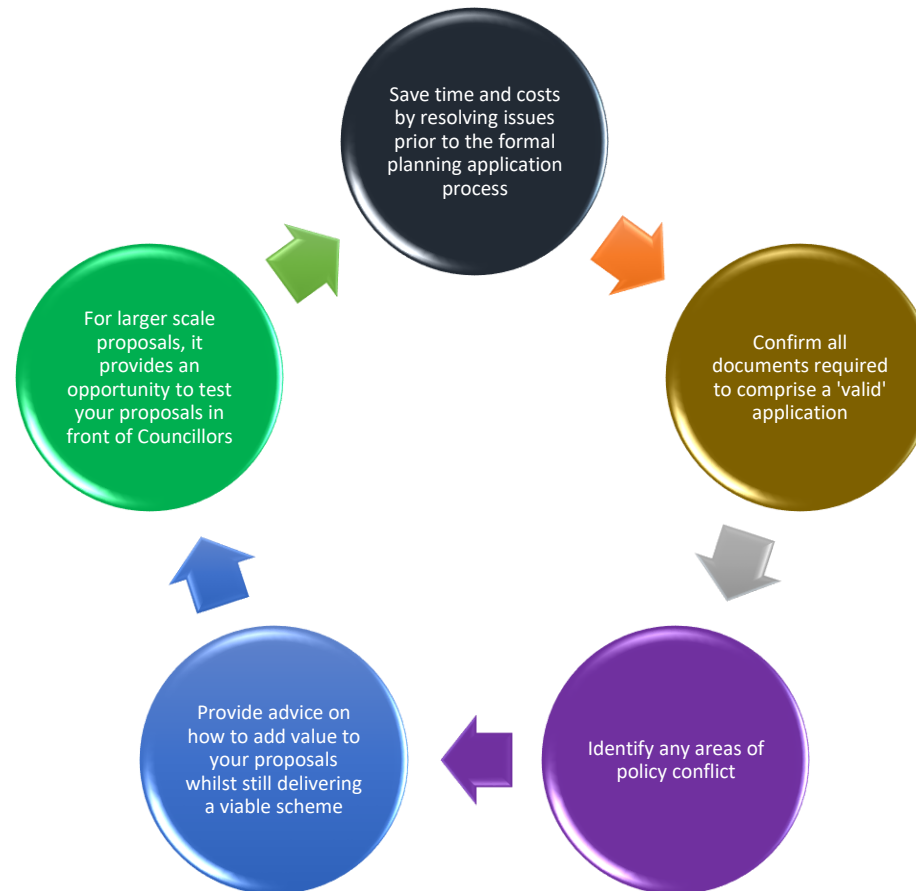 Save time and costs
by resolving issues
prior to the formal
planning application
process
Confirm all
documents required
to comprise a 'valid'
application
Identify any areas of
policy conflict
Provide advice on
how to add value to
your proposals
whilst still delivering
a viable scheme
For larger scale
proposals, it
provides an
opportunity to test
your proposals in
front of Councillors